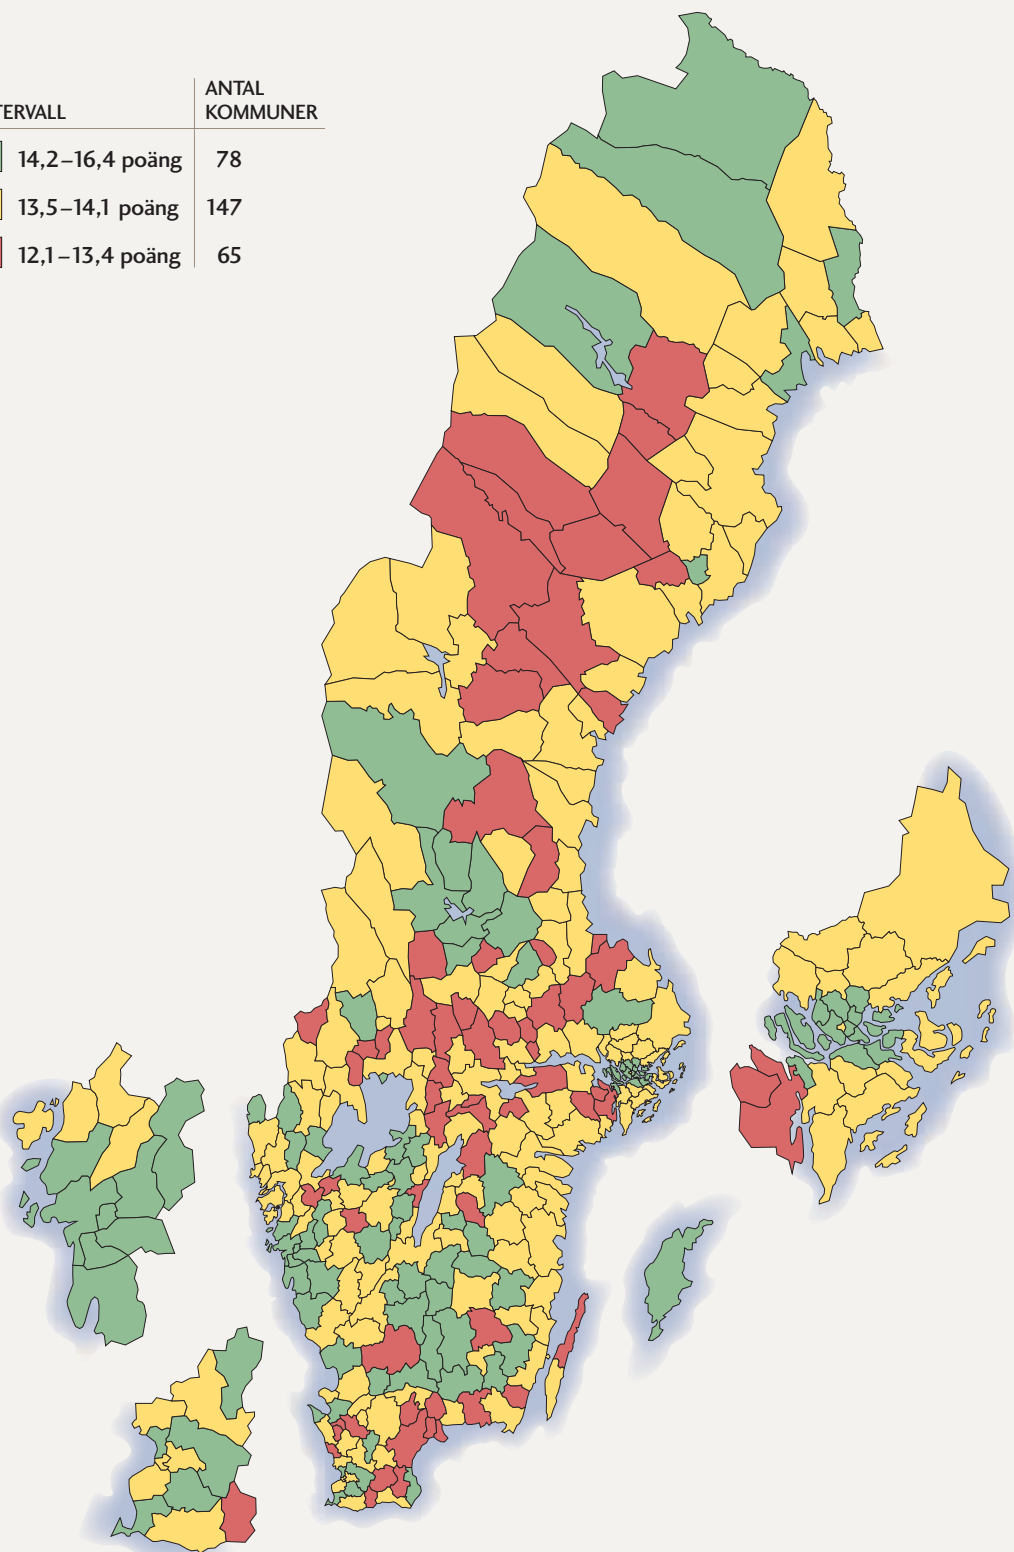 ANTAL
TERVALL KOMMUNER
14,2–16,4 poäng 78
13,5–14,1 poäng 147
12,1–13,4 poäng 65